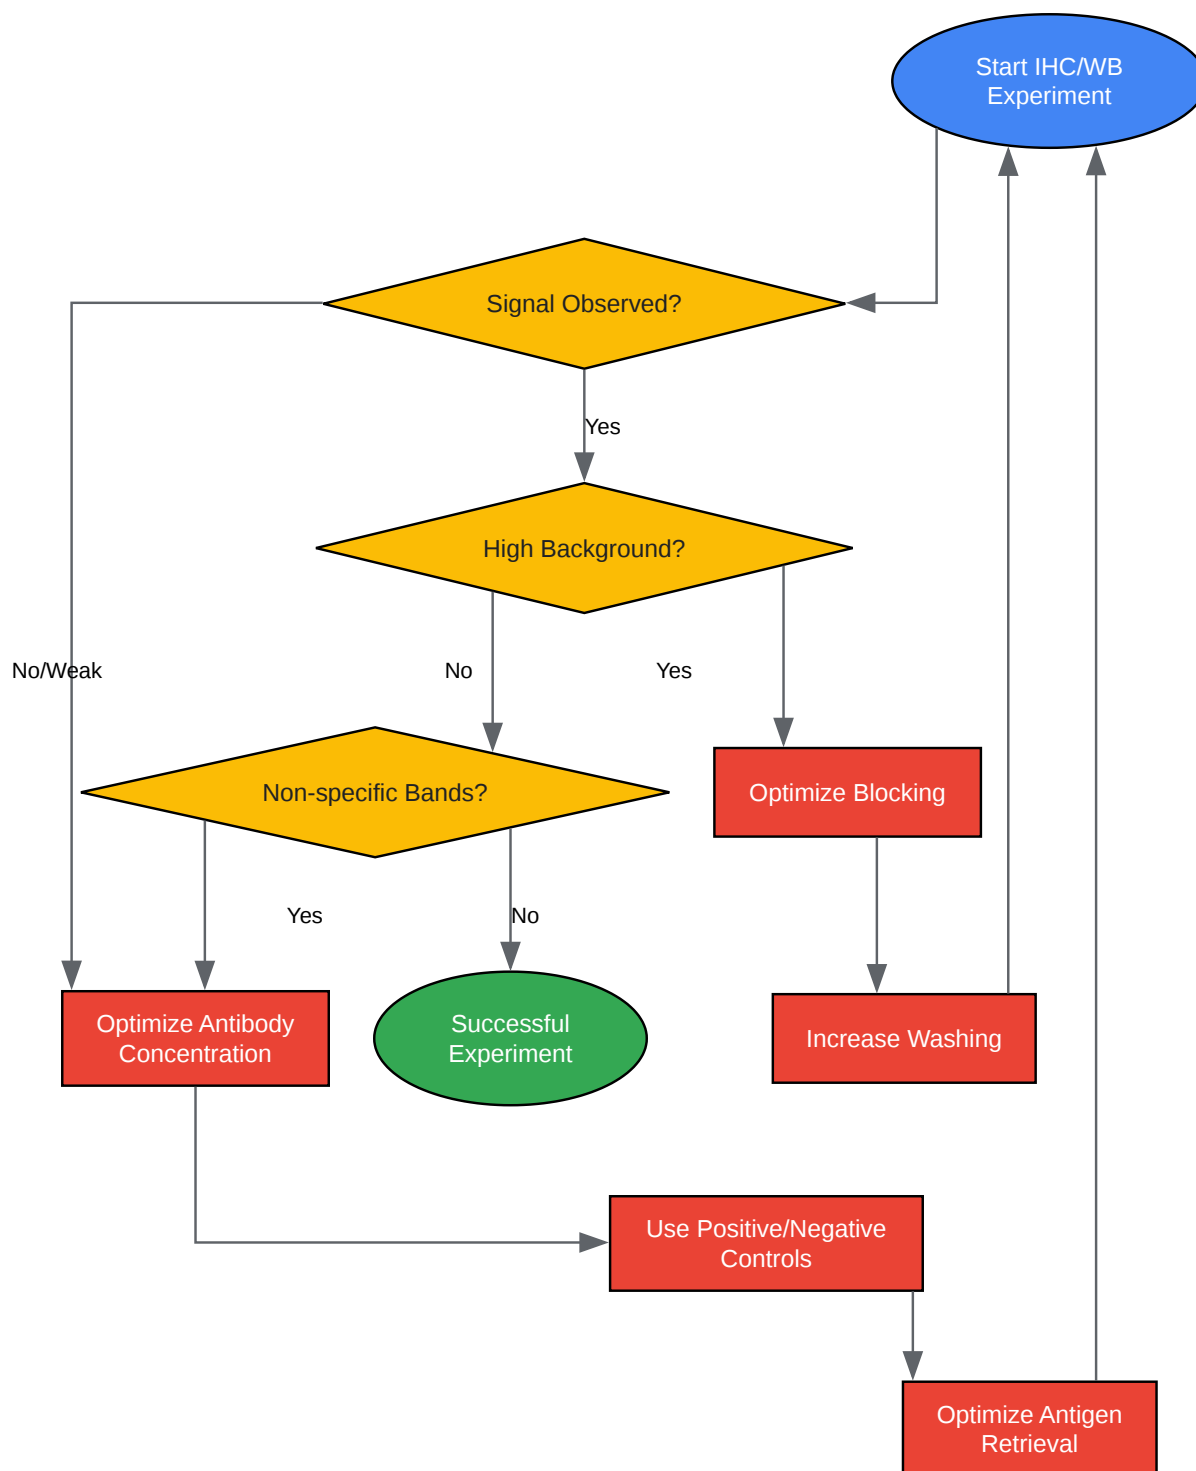 Start IHC/WB
Experiment
Signal Observed?
Yes
High Background?
No/Weak
No
Yes
Non-specific Bands?
Optimize Blocking
Yes
No
Optimize Antibody
Concentration
Successful
Experiment
Increase Washing
Use Positive/Negative
Controls
Optimize Antigen
Retrieval